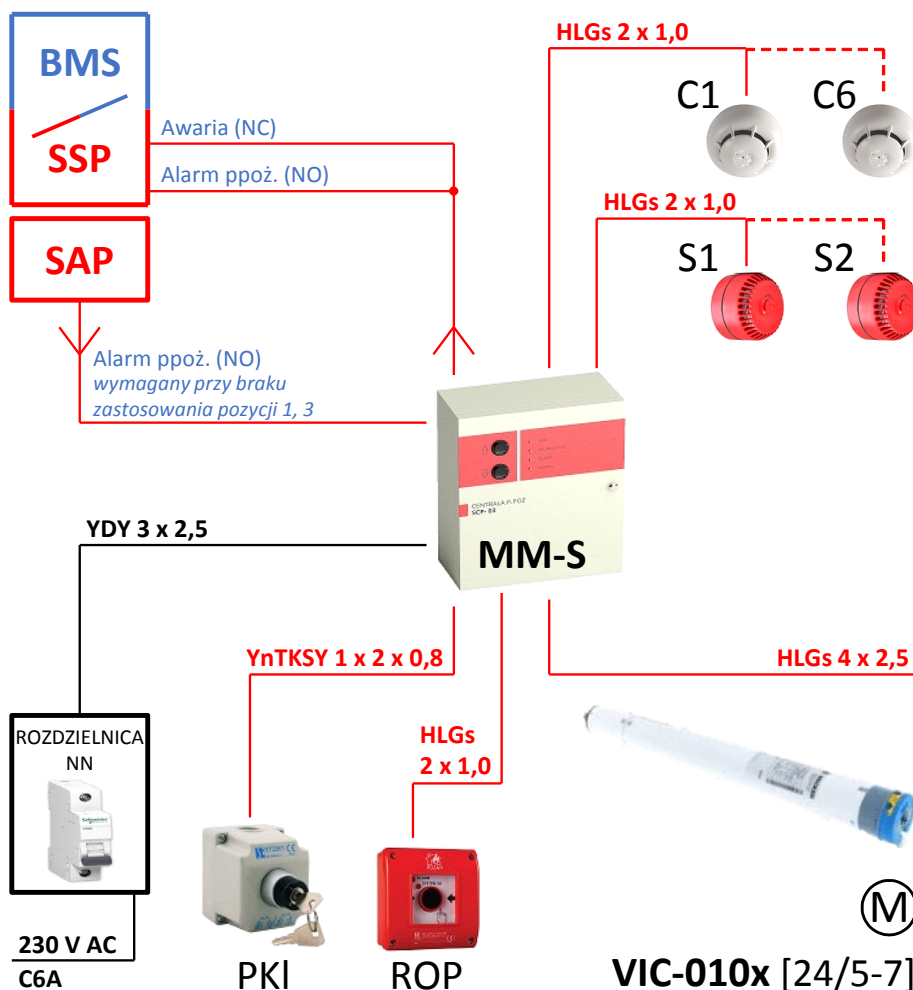 BMS
SSP
Awaria (NC)
Alarm ppoż. (NO)
SAP
Alarm ppoż. (NO)
wymagany przy braku
zastosowania pozycji 1, 3
HLGs 2 x 1,0
C1
C6
HLGs 2 x 1,0
S1
S2
CENTRALA P. POŻ
SCP- 03
MM-S
YDY 3 x 2,5
YnTKSY 1 x 2 x 0,8
HLGs 4 x 2,5
HLGs
2 x 1,0
ROZDZIELNICA
NN
Schneider
230 V AC
C6A
PKl
ROP
M
VIC-010x [24/5-7]